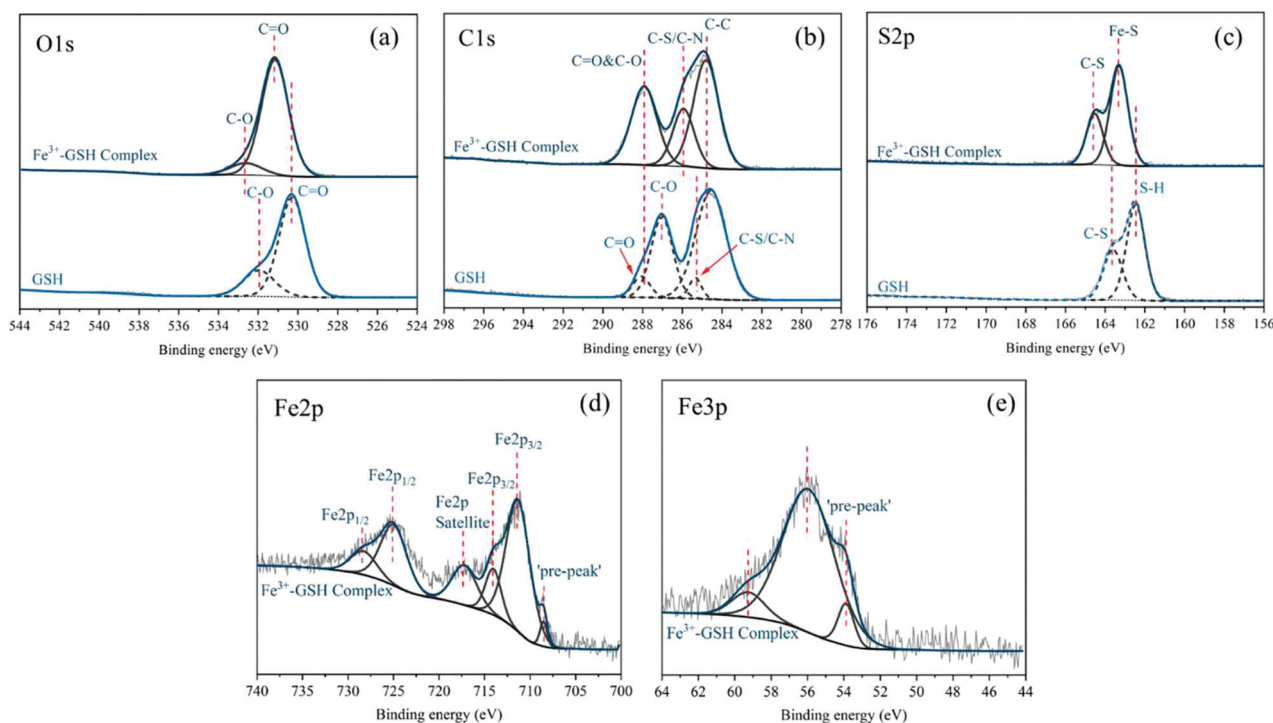 O1s
(a)
C=O
C-O
Fe³⁺-GSH Complex
C-O
C=O
GSH
544 542 540 538 536 534 532 530 528 526 524
Binding energy (eV)
C1s
(b)
C-C
C-S/C-N
C=O&C-O
Fe³⁺-GSH Complex
C-O
C=O
C-S/C-N
GSH
298 296 294 292 290 288 286 284 282 280 278
Binding energy (eV)
S2p
(c)
Fe-S
C-S
Fe³⁺-GSH Complex
S-H
C-S
GSH
176 174 172 170 168 166 164 162 160 158 156
Binding energy (eV)
Fe2p
(d)
Fe2p₃/₂
Fe2p₁/₂
Fe2p₃/₂
Fe2p
Satellite
Fe2p₁/₂
'pre-peak'
Fe³⁺-GSH Complex
740 735 730 725 720 715 710 705 700
Binding energy (eV)
Fe3p
(e)
'pre-peak'
Fe³⁺-GSH Complex
64 62 60 58 56 54 52 50 48 46 44
Binding energy (eV)